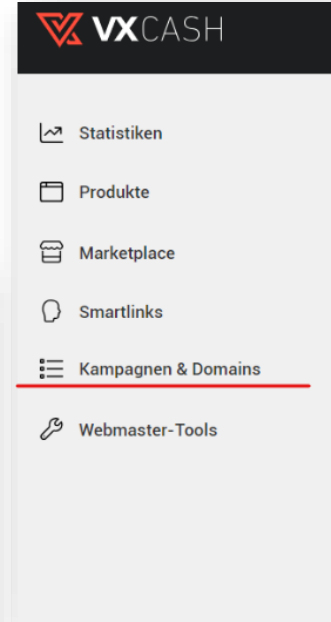 VXCASH
Statistiken
Produkte
Marketplace
Smartlinks
Kampagnen & Domains
Webmaster-Tools